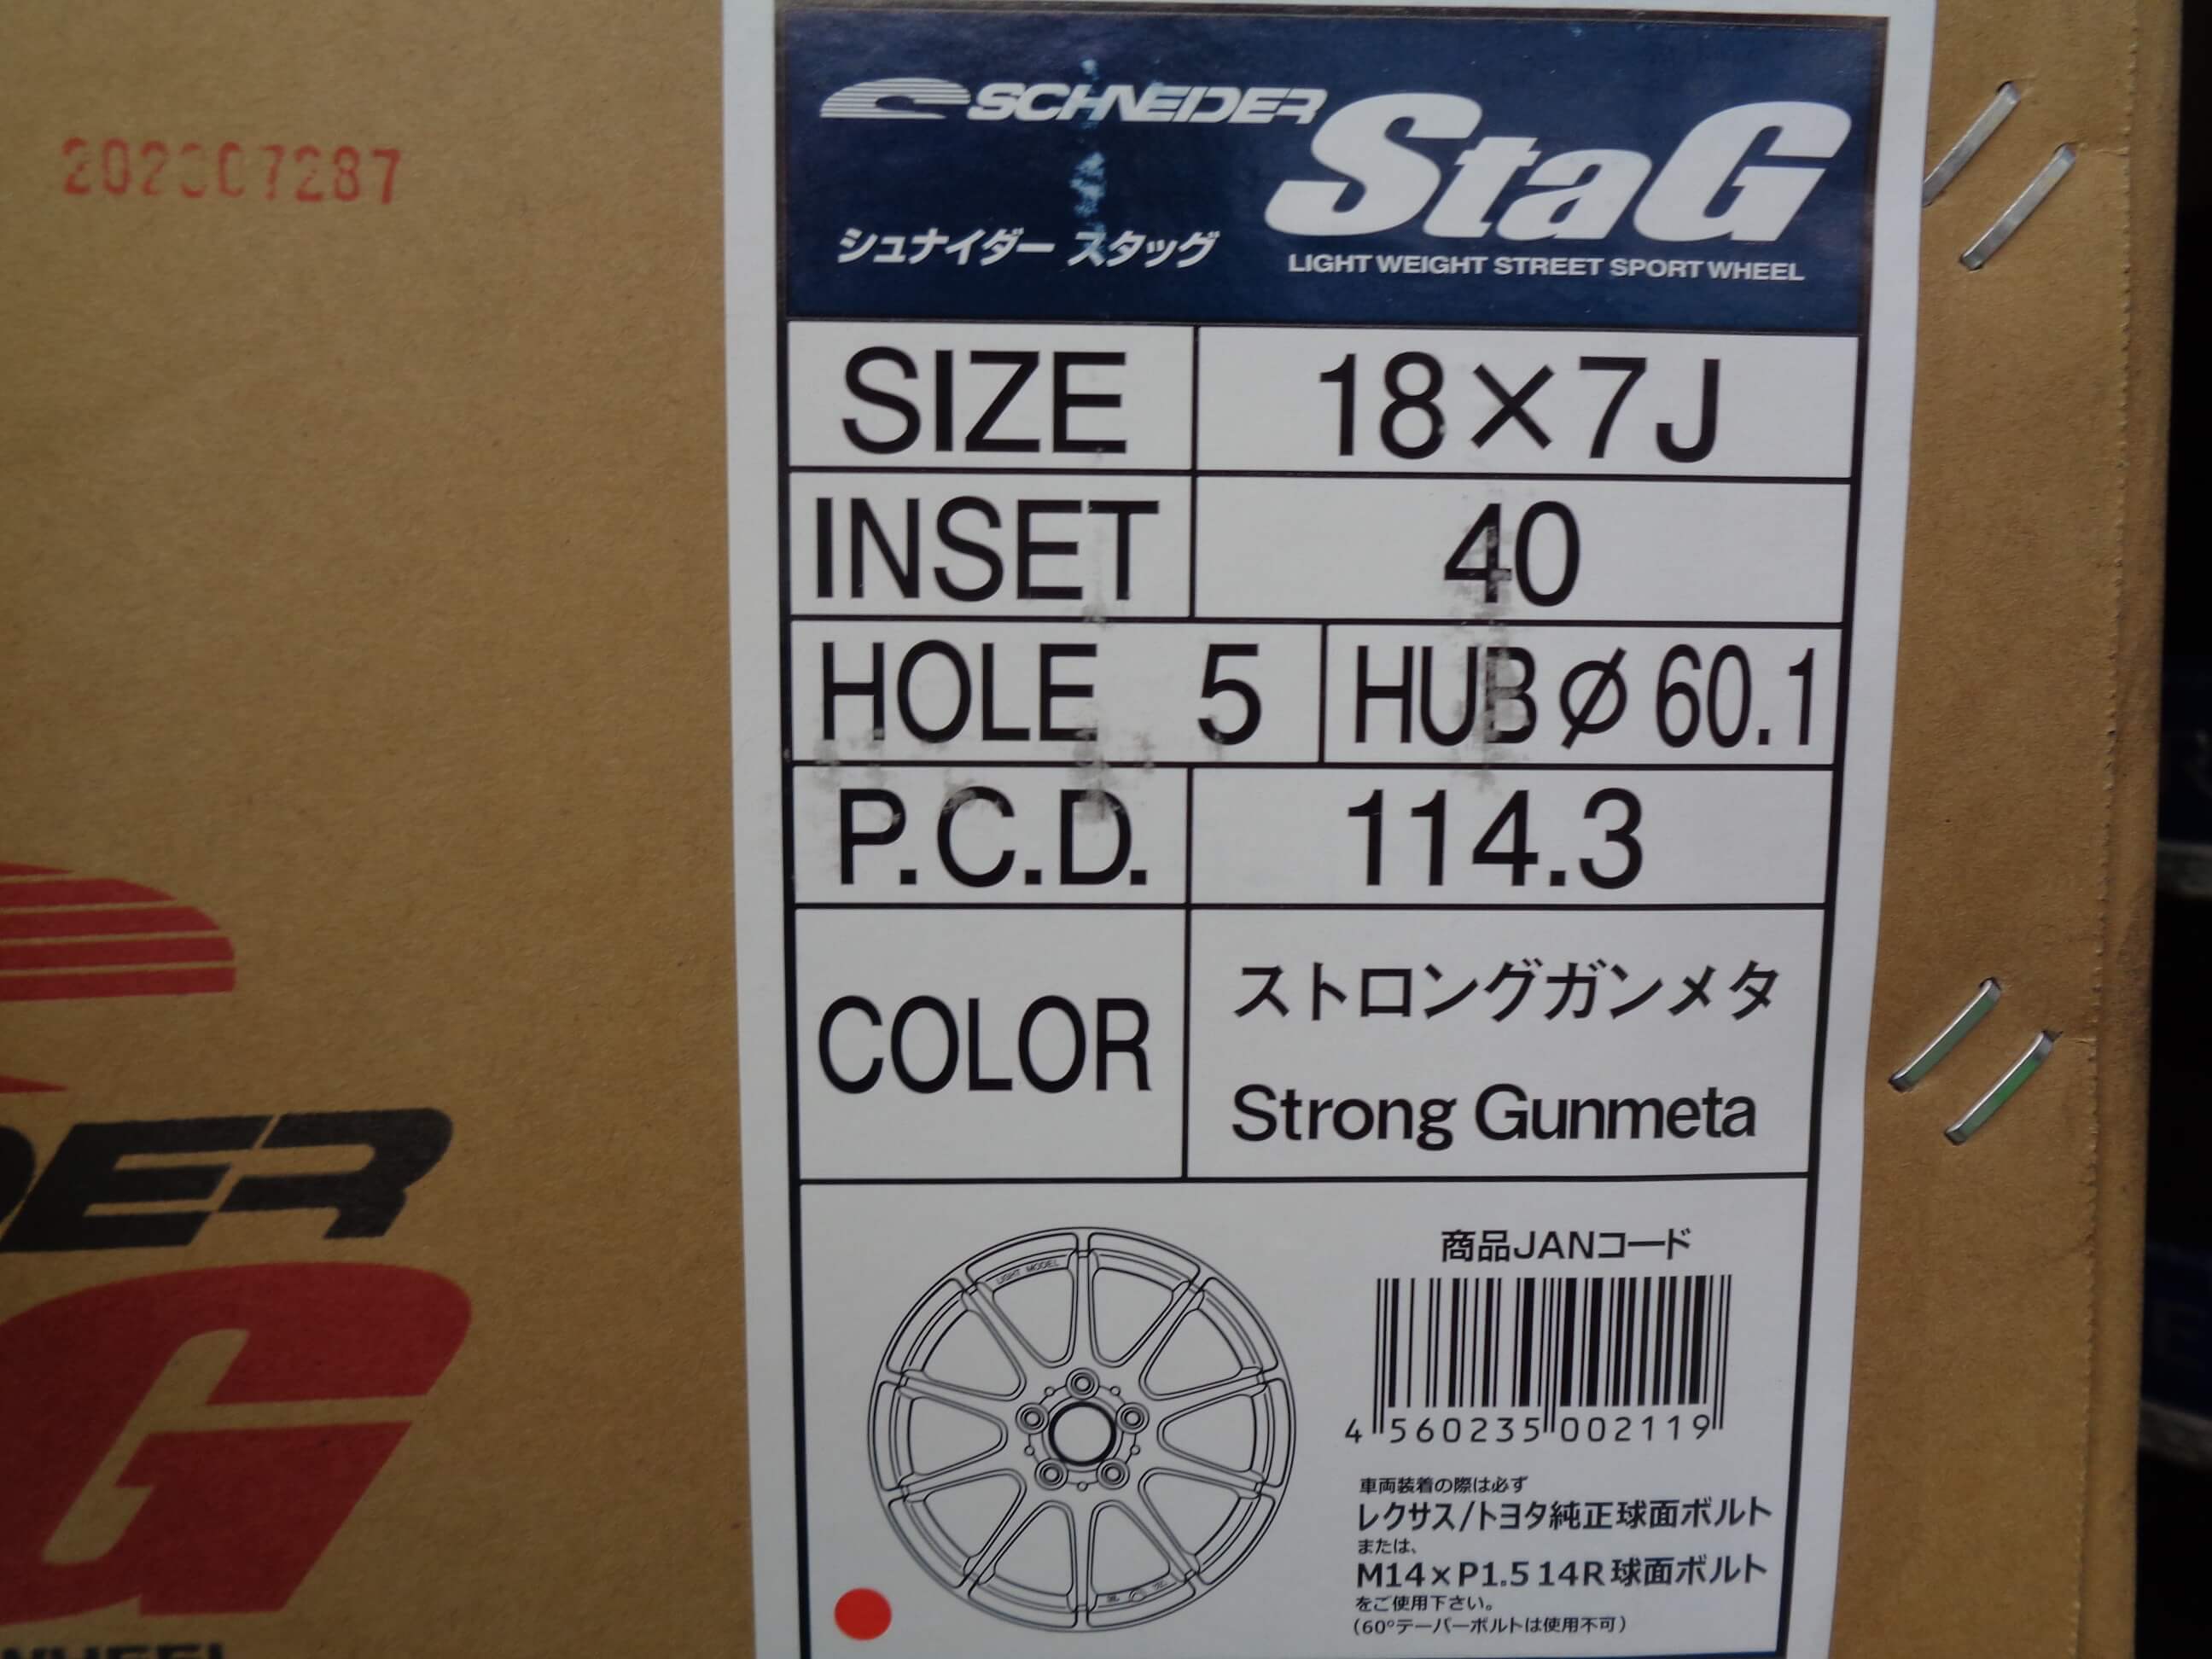 SCHNEIDER StaG
シュナイダー スタッグ
LIGHT WEIGHT STREET SPORT WHEEL
SIZE 18×7J
INSET 40
HOLE 5 HUBφ60.1
P.C.D. 114.3
COLOR ストロングガンメタ
Strong Gunmeta
LIGHT MODEL
商品JANコード
4 560235 002119
車両装着の際は必ず
レクサス/トヨタ純正球面ボルト
または、
M14×P1.5 14R 球面ボルト
をご使用下さい。
(60°テーパーボルトは使用不可)
DER
G
WHEEL